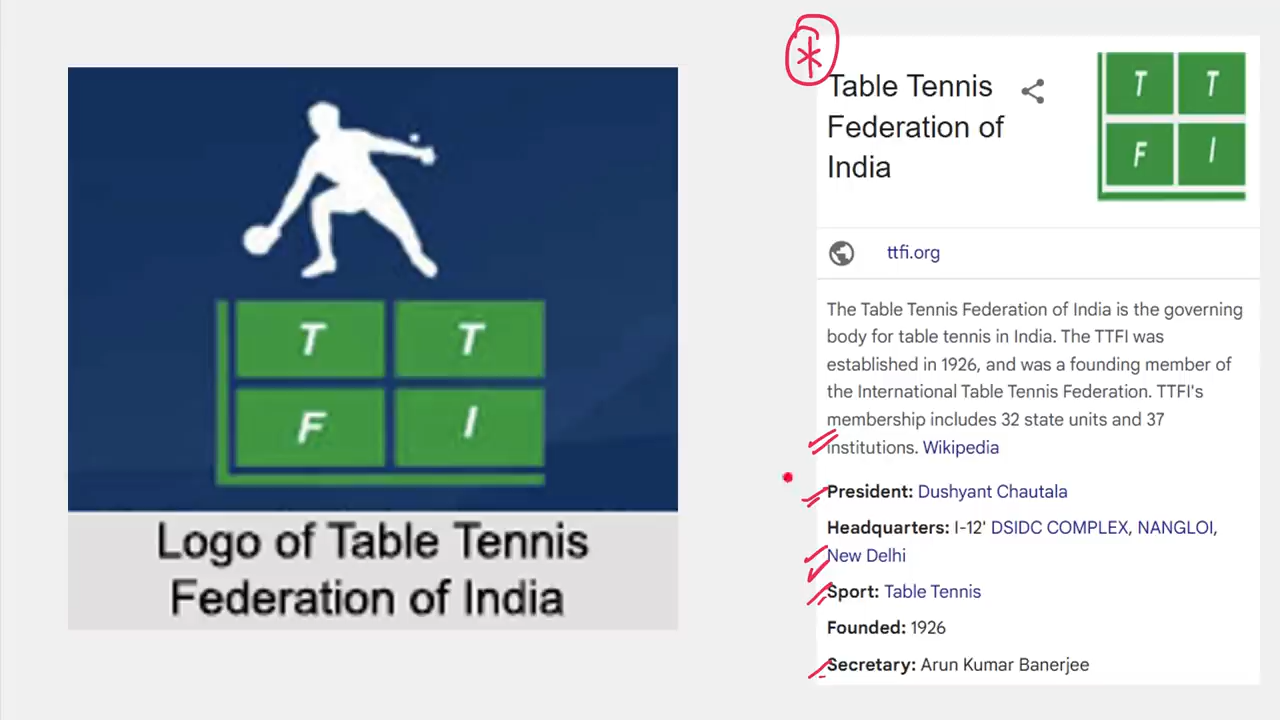 T T
F I
Logo of Table Tennis
Federation of India
*
Table Tennis
Federation of
India
T T
F I
ttfi.org
The Table Tennis Federation of India is the governing
body for table tennis in India. The TTFI was
established in 1926, and was a founding member of
the International Table Tennis Federation. TTFI's
membership includes 32 state units and 37
institutions. Wikipedia
President: Dushyant Chautala
Headquarters: I-12' DSIDC COMPLEX, NANGLOI,
New Delhi
Sport: Table Tennis
Founded: 1926
Secretary: Arun Kumar Banerjee